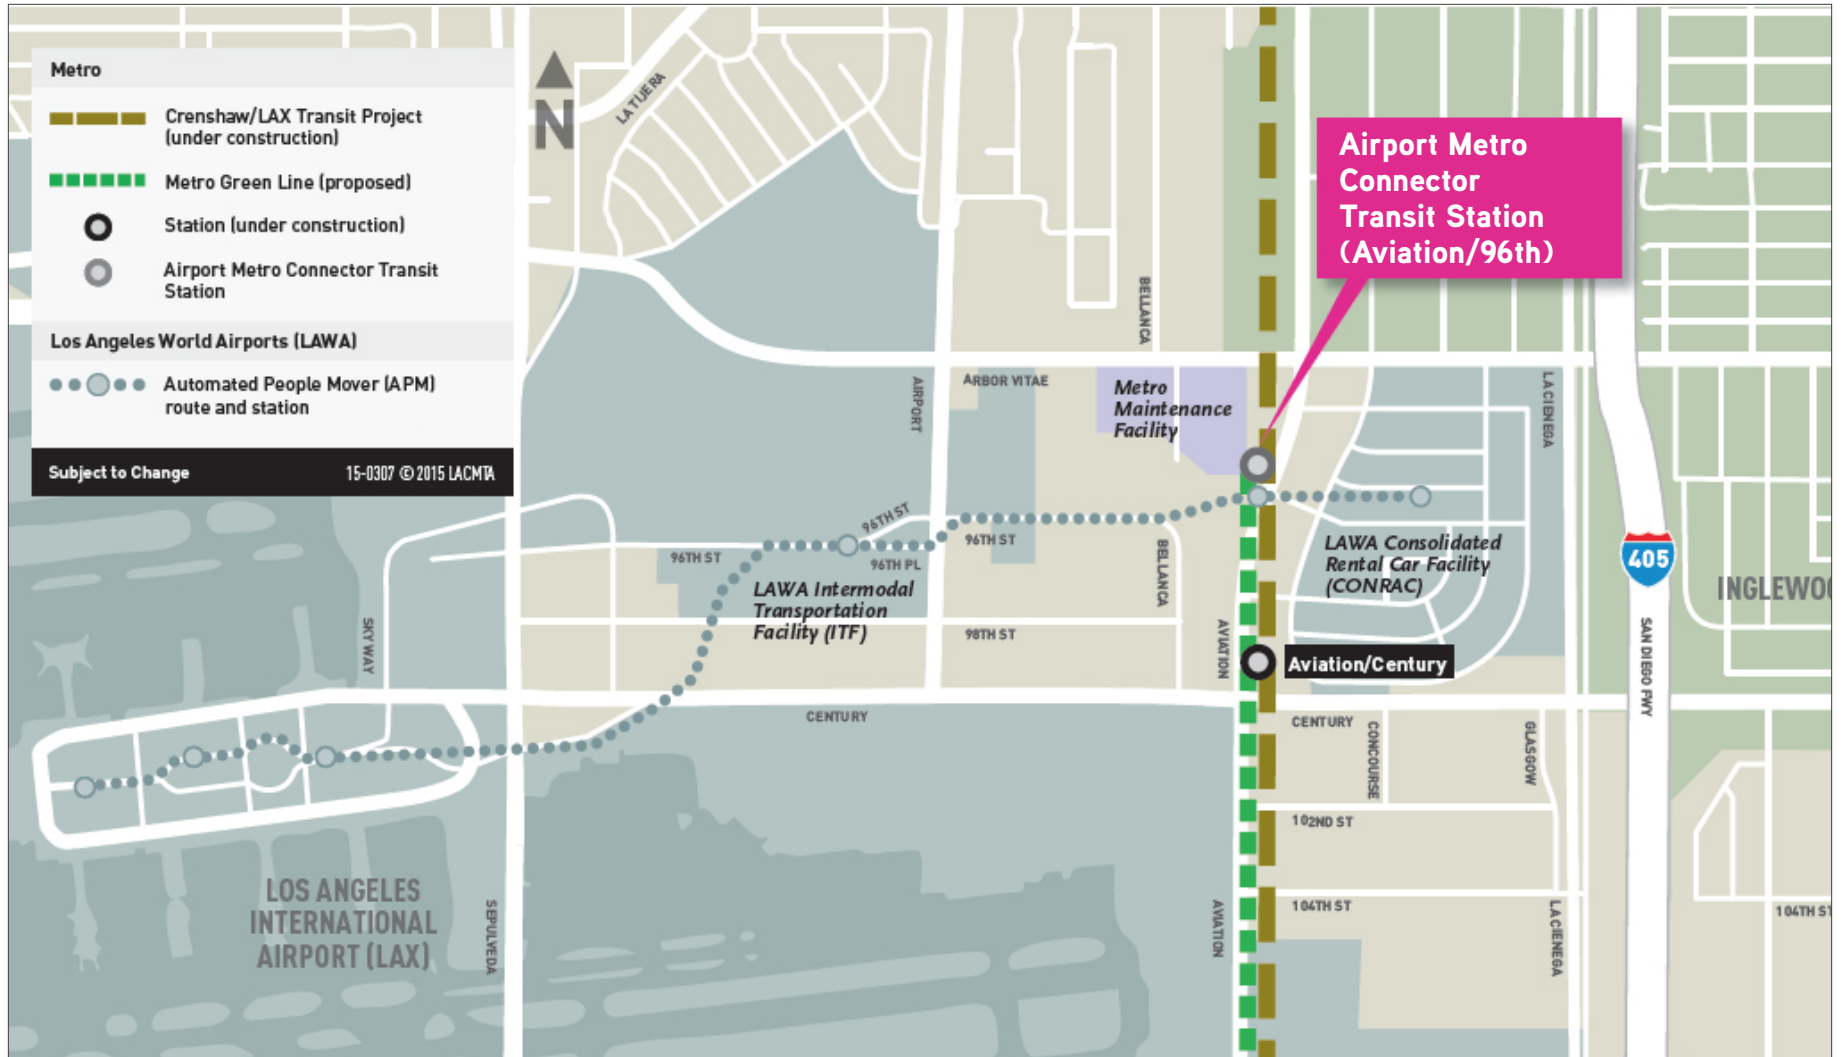 Metro
Crenshaw/LAX Transit Project
(under construction)
Metro Green Line (proposed)
Station (under construction)
Airport Metro Connector Transit
Station
Los Angeles World Airports (LAWA)
Automated People Mover (APM)
route and station
Subject to Change
15-0307 © 2015 LACMTA
N
LA TIJERA
Airport Metro
Connector
Transit Station
(Aviation/96th)
BELLANCA
ARBOR VITAE
AIRPORT
Metro
Maintenance
Facility
LA CIENEGA
96TH ST
96TH ST
96TH PL
96TH ST
BELLANCA
LAWA Intermodal
Transportation
Facility (ITF)
LAWA Consolidated
Rental Car Facility
(CONRAC)
405
INGLEWOO
SKY WAY
98TH ST
AVIATION
Aviation/Century
SAN DIEGO FWY
CENTURY
CENTURY
CONCOURSE
GLASGOW
102ND ST
LOS ANGELES
INTERNATIONAL
AIRPORT (LAX)
SEPULVEDA
AVIATION
104TH ST
LA CIENEGA
104TH ST